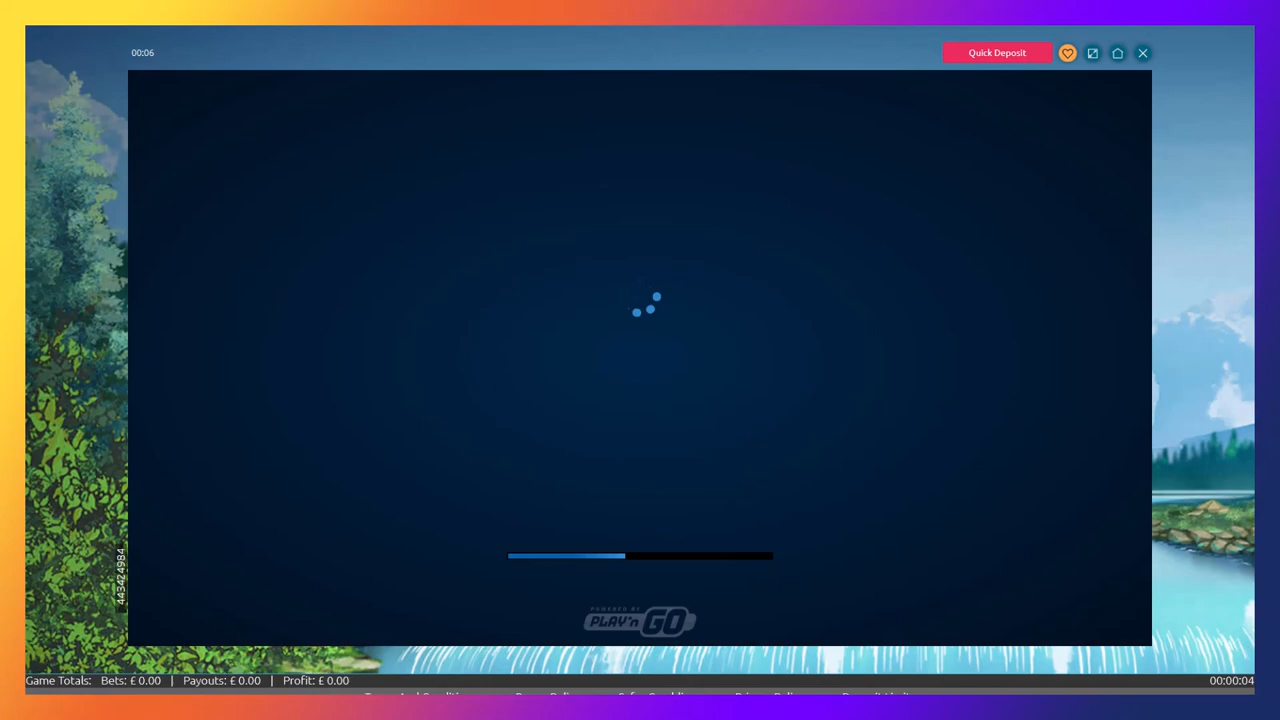 00:06
Quick Deposit
443424984
POWERED BY
PLAY'n GO
Game Totals: Bets: £ 0.00 | Payouts: £ 0.00 | Profit: £ 0.00
00:00:04